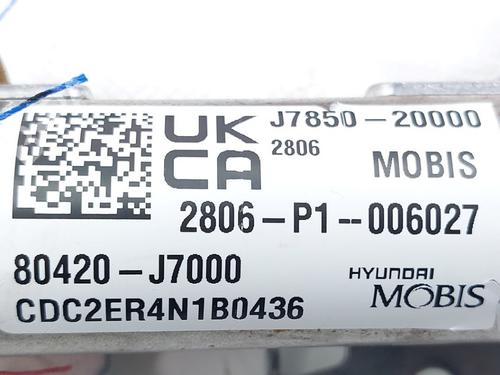 UK
CA
J7850-20000
2806
MOBIS
2806-P1--006027
80420-J7000
CDC2ER4N1B0436
HYUNDAI
MOBIS